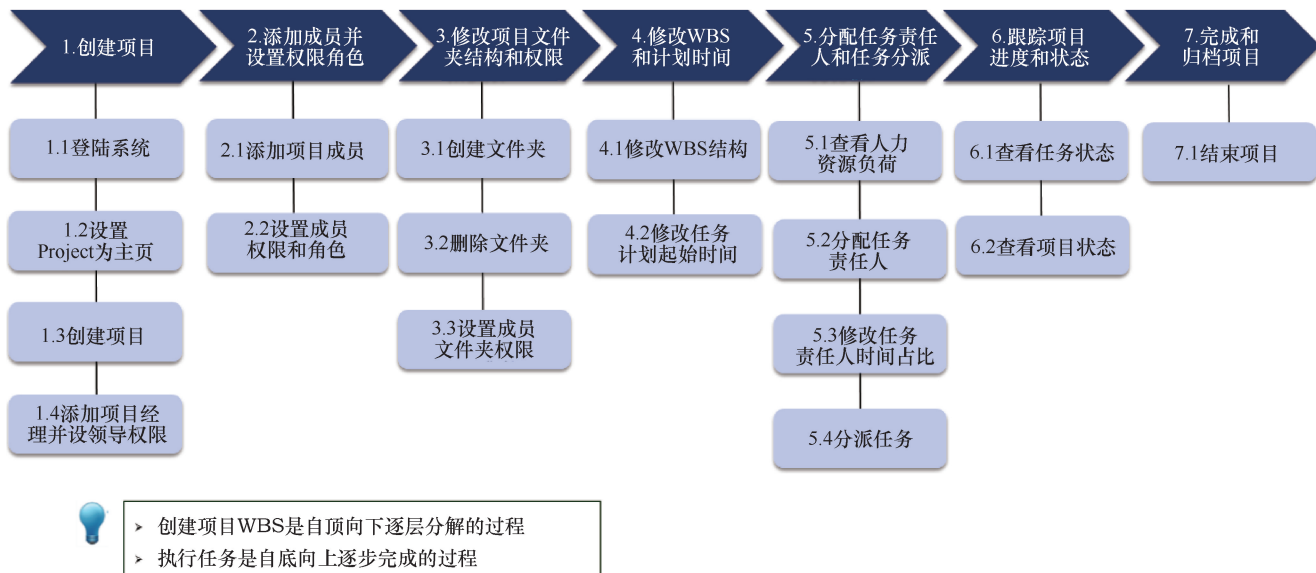 1.创建项目
2.添加成员并
设置权限角色
3.修改项目文件
夹结构和权限
4.修改WBS
和计划时间
5.分配任务责任
人和任务分派
6.跟踪项目
进度和状态
7.完成和
归档项目
1.1登陆系统
1.2设置
Project为主页
1.3创建项目
1.4添加项目经
理并设领导权限
2.1添加项目成员
2.2设置成员
权限和角色
3.1创建文件夹
3.2删除文件夹
3.3设置成员
文件夹权限
4.1修改WBS结构
4.2修改任务
计划起始时间
5.1查看人力
资源负荷
5.2分配任务
责任人
5.3修改任务
责任人时间占比
5.4分派任务
6.1查看任务状态
6.2查看项目状态
7.1结束项目
➢ 创建项目WBS是自顶向下逐层分解的过程
➢ 执行任务是自底向上逐步完成的过程